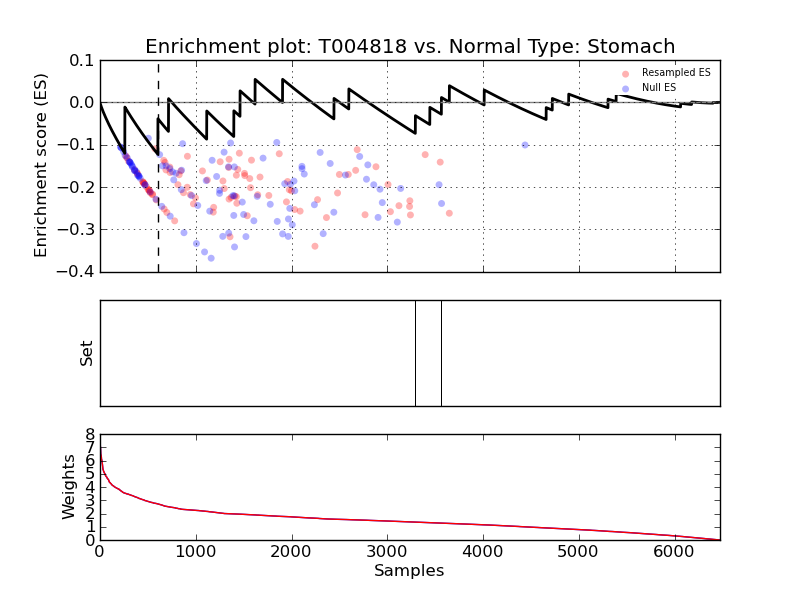 Enrichment plot: T004818 vs. Normal Type: Stomach
Enrichment score (ES)
0.1
0.0
−0.1
−0.2
−0.3
−0.4
Resampled ES
Null ES
Set
Weights
8
7
6
5
4
3
2
1
0
0 1000 2000 3000 4000 5000 6000
Samples